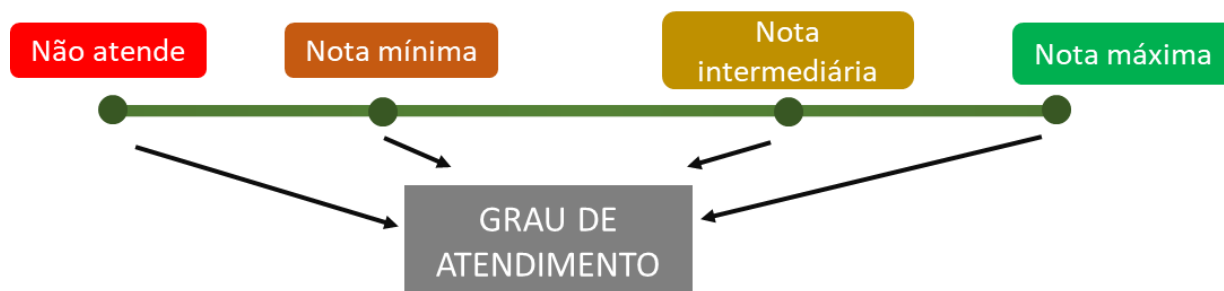 Não atende
Nota mínima
Nota
intermediária
Nota máxima
GRAU DE
ATENDIMENTO